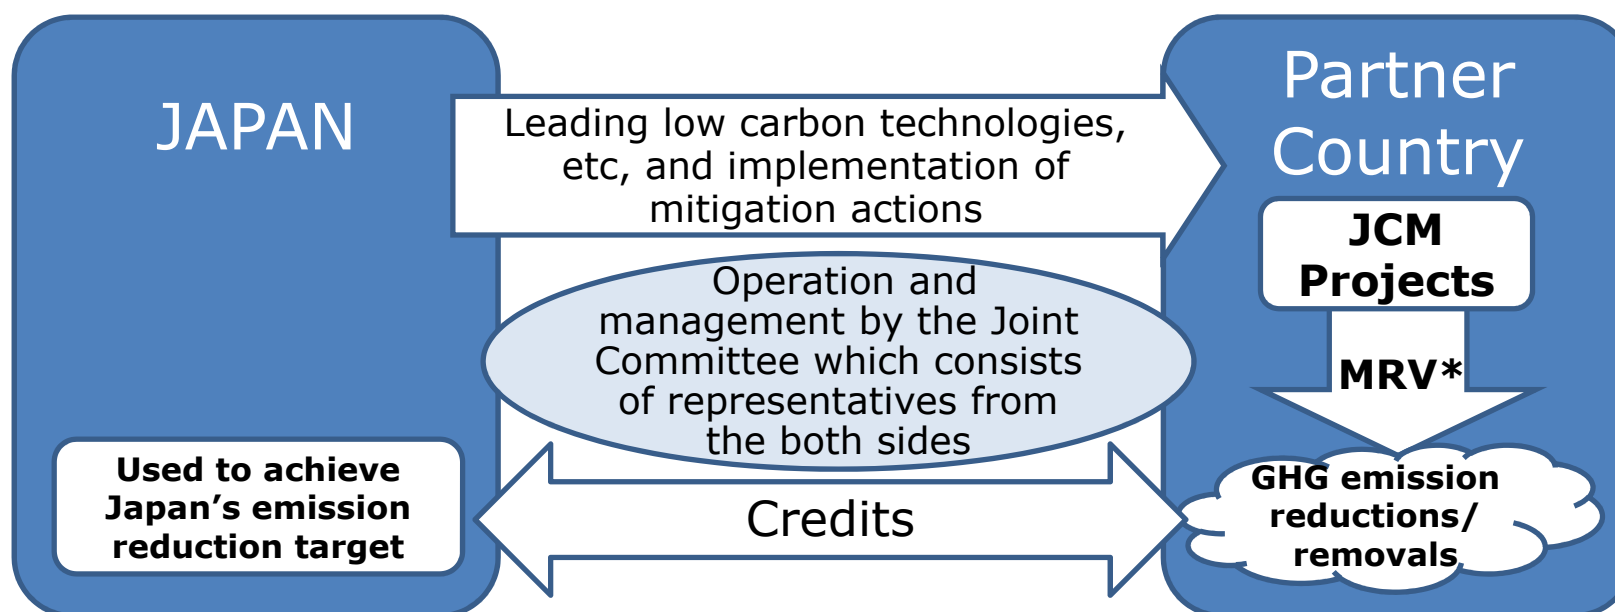 JAPAN
Leading low carbon technologies,
etc, and implementation of
mitigation actions
Partner
Country
JCM
Projects
Operation and
management by the Joint
Committee which consists
of representatives from
the both sides
MRV*
Used to achieve
Japan’s emission
reduction target
Credits
GHG emission
reductions/
removals